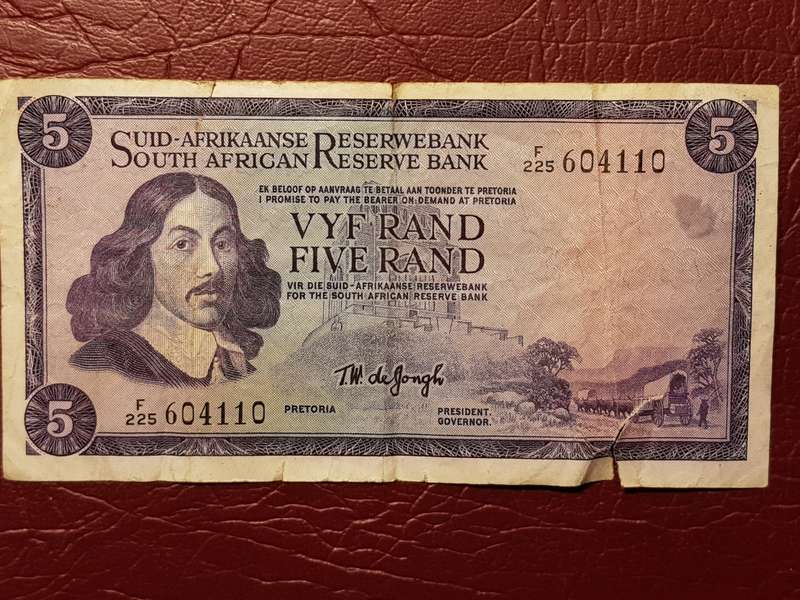 5
5
SUID-AFRIKAANSE RESERWEBANK
SOUTH AFRICAN RESERVE BANK
F/225 604110
EK BELOOF OP AANVRAAG TE BETAAL AAN TOONDER TE PRETORIA
I PROMISE TO PAY THE BEARER ON DEMAND AT PRETORIA
VYF RAND
FIVE RAND
VIR DIE SUID-AFRIKAANSE RESERWEBANK
FOR THE SOUTH AFRICAN RESERVE BANK
T.W. de Jongh
5
F/225 604110
PRETORIA
PRESIDENT.
GOVERNOR.